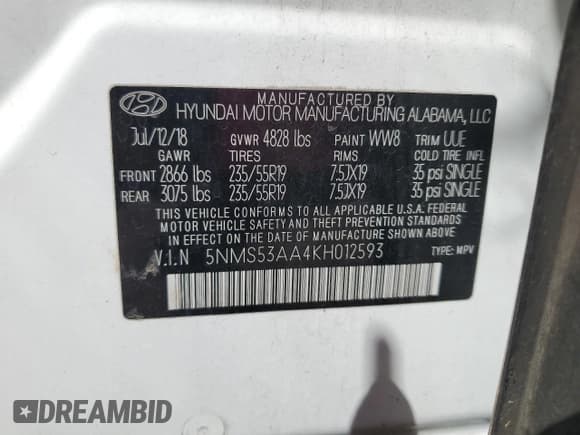 MANUFACTURED BY
HYUNDAI MOTOR MANUFACTURING ALABAMA, LLC
Jul/12/18 GVWR 4828 lbs PAINT WW8 TRIM UUE
GAWR TIRES RIMS COLD TIRE INFL
FRONT 2866 lbs 235/55R19 7.5JX19 35 psi SINGLE
REAR 3075 lbs 235/55R19 7.5JX19 35 psi SINGLE
THIS VEHICLE CONFORMS TO ALL APPLICABLE U.S.A. FEDERAL
MOTOR VEHICLE SAFETY AND THEFT PREVENTION STANDARDS
IN EFFECT ON THE DATE OF MANUFACTURE SHOWN ABOVE.
V.I.N 5NMS53AA4KH012593 TYPE: MPV
DREAMBID